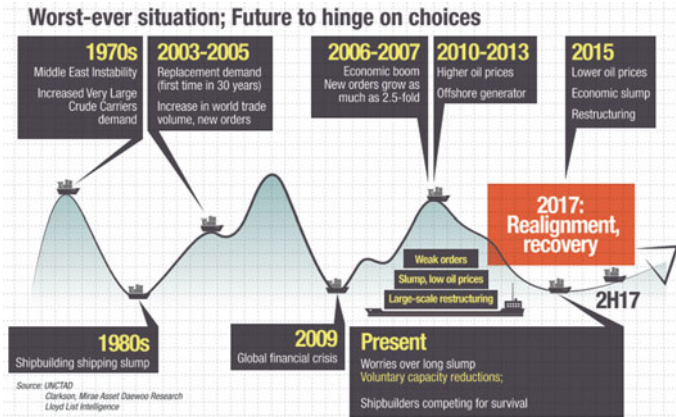 Worst-ever situation; Future to hinge on choices
1970s
Middle East Instability
Increased Very Large
Crude Carriers
demand
2003-2005
Replacement demand
(first time in 30 years)
Increase in world trade
volume, new orders
2006-2007
Economic boom
New orders grow as
much as 2.5-fold
2010-2013
Higher oil prices
Offshore generator
2015
Lower oil prices
Economic slump
Restructuring
2017:
Realignment,
recovery
Weak orders
Slump, low oil prices
Large-scale restructuring
2H17
1980s
Shipbuilding shipping slump
2009
Global financial crisis
Present
Worries over long slump
Voluntary capacity reductions;
Shipbuilders competing for survival
Source: UNCTAD
Clarkson, Mirae Asset Daewoo Research
Lloyd List Intelligence